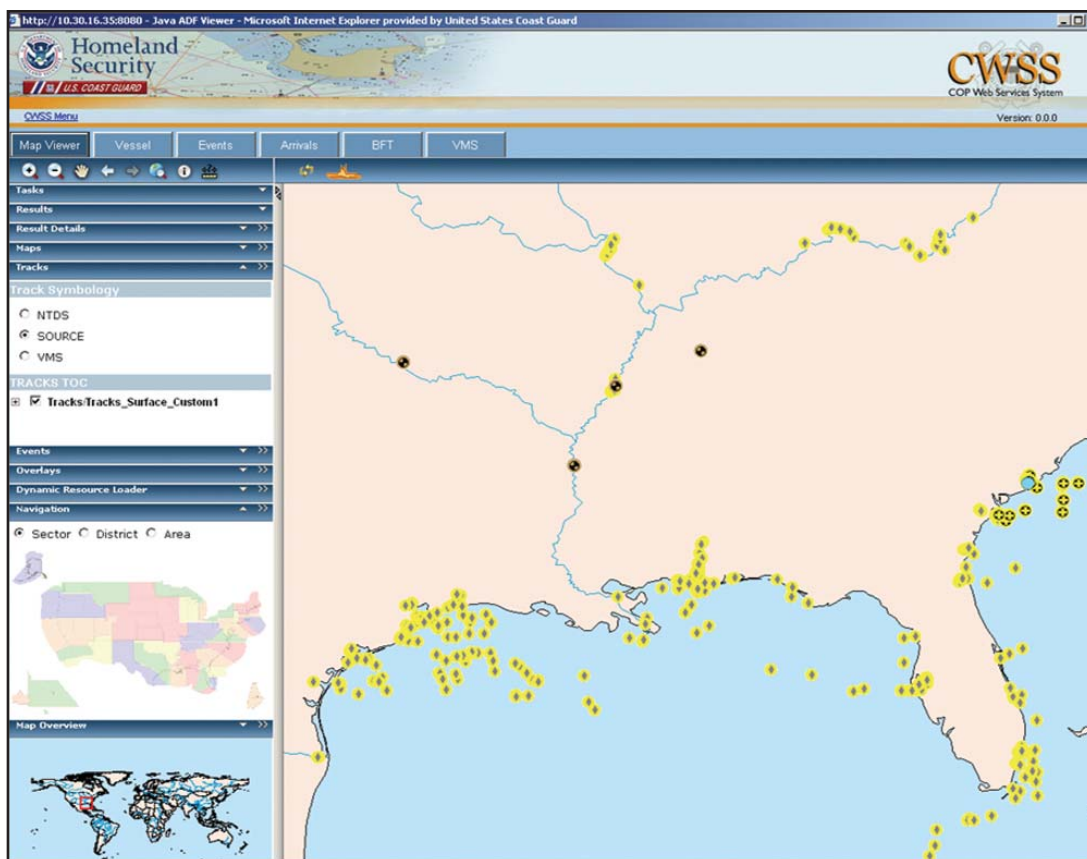 http://10.30.16.35:8080 - Java ADF Viewer - Microsoft Internet Explorer provided by United States Coast Guard
Homeland
Security
U.S. COAST GUARD
CWSS
COP Web Services System
CWSS Menu
Version: 0.0.0
Map Viewer Vessel Events Arrivals BFT VMS
Tasks
Results
Result Details
Maps
Tracks
Track Symbology
NTDS
SOURCE
VMS
TRACKS TOC
Tracks/Tracks_Surface_Custom1
Events
Overlays
Dynamic Resource Loader
Navigation
Sector District Area
Map Overview